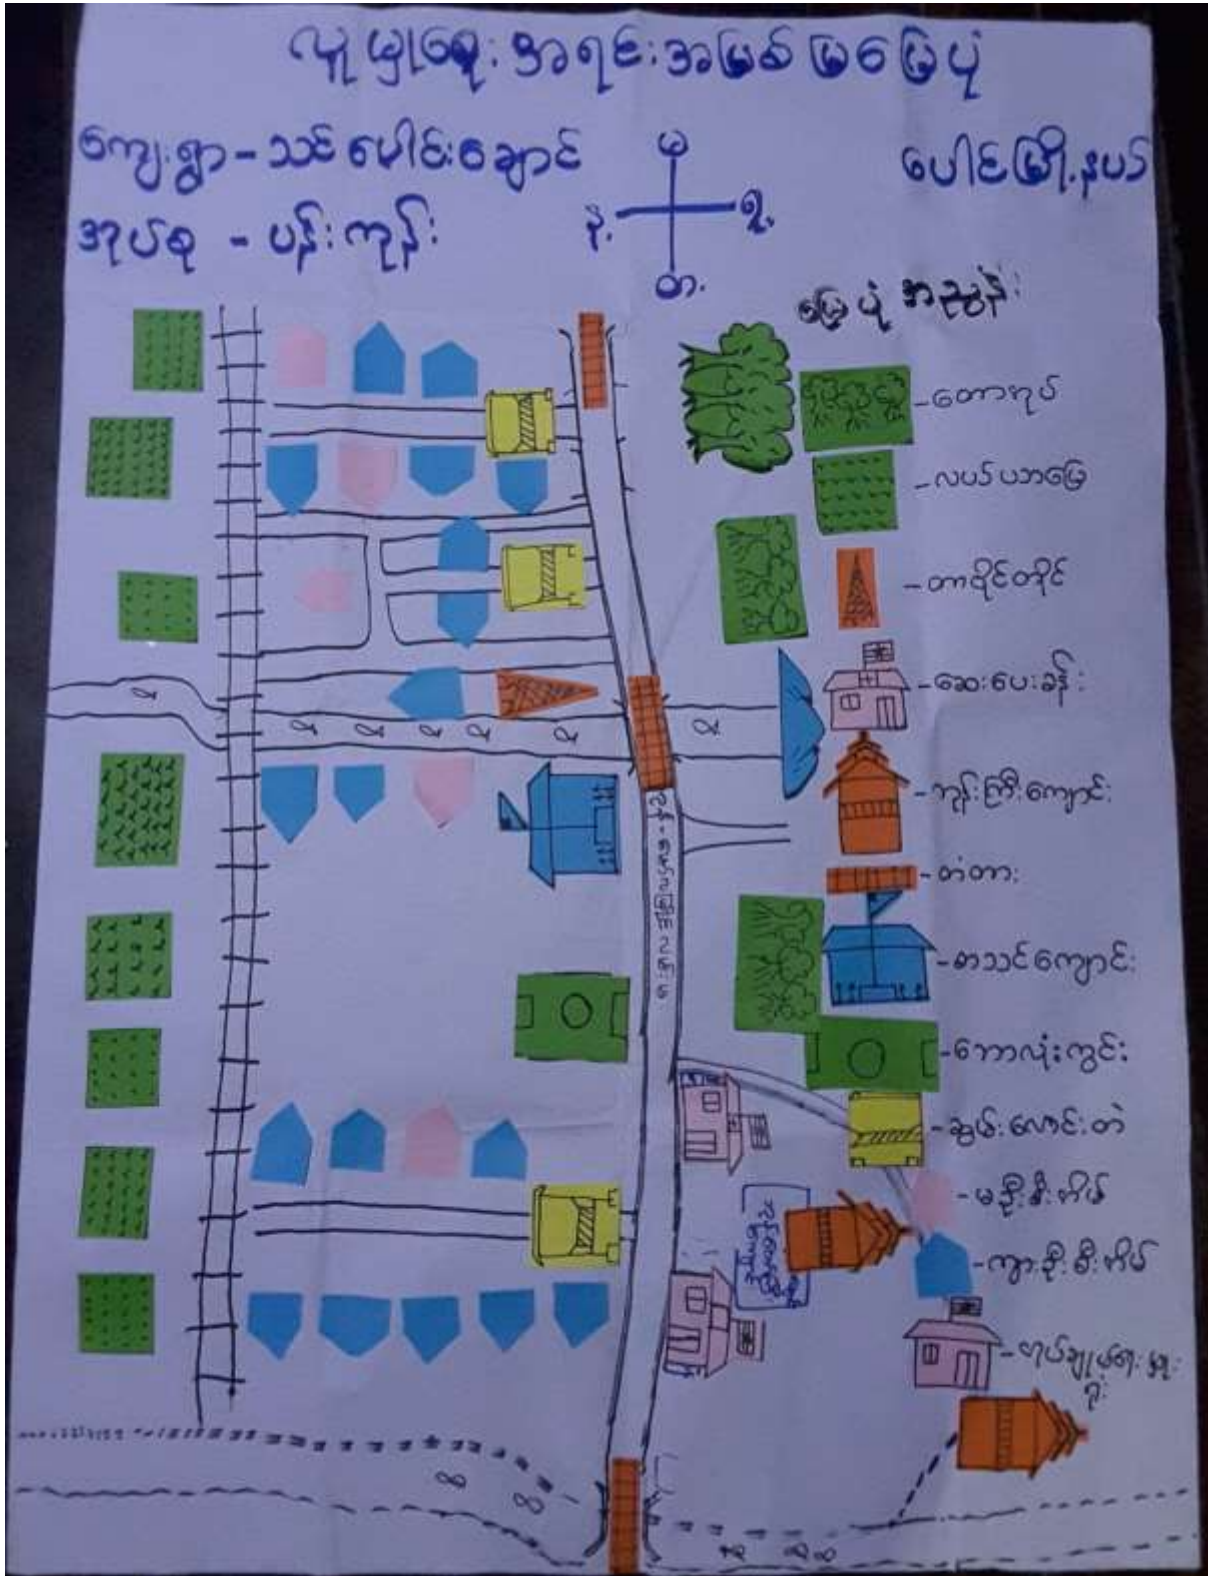 လူမှုရေးအရင်းအမြစ်ပြမြေပုံ
ကျေးရွာ - သင်ပေါင်းချောင်
ပေါင်မြို့နယ်
အုပ်စု - ပန်းကုန်း
မ
န
ရှ
တ
မြေပုံအညွှန်း
-တောအုပ်
-လယ်ယာမြေ
-တာဝိုင်တိုင်
-ဆေးပေးခန်း
-ဘုန်းကြီးကျောင်း
-တံတား
-စာသင်ကျောင်း
-ဘောလုံးကွင်း
-ဆွမ်းလောင်းတဲ
-မဦးစီးအိမ်
-ကျားဦးစီးအိမ်
-အုပ်ချုပ်ရေးမှူးရုံး